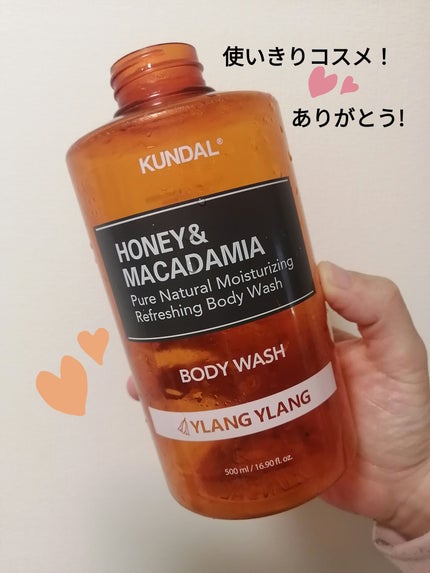 使いきりコスメ！
ありがとう!
KUNDAL®
HONEY&
MACADAMIA
Pure Natural Moisturizing
Refreshing Body Wash
BODY WASH
YLANG YLANG
500 ml / 16.90 fl. oz.